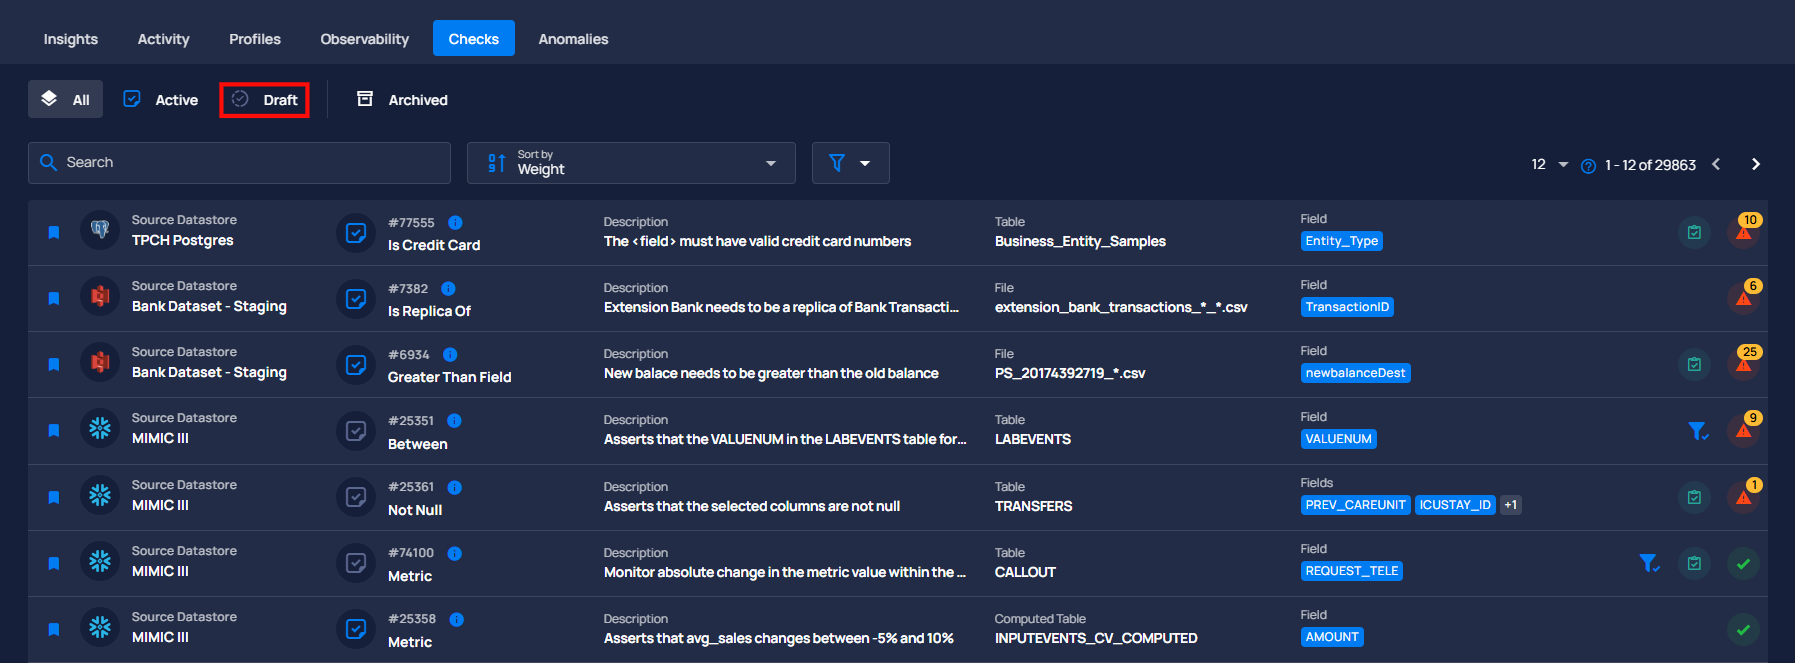 Insights Activity Profiles Observability Checks Anomalies
All Active Draft Archived
Search
Sort by
Weight
12 1 - 12 of 29863
Source Datastore #77555 Description Table Field 10
TPCH Postgres Is Credit Card The <field> must have valid credit card numbers Business_Entity_Samples Entity_Type
Source Datastore #7382 Description File Field 6
Bank Dataset - Staging Is Replica Of Extension Bank needs to be a replica of Bank Transacti... extension_bank_transactions_*_*.csv TransactionID
Source Datastore #6934 Description File Field 25
Bank Dataset - Staging Greater Than Field New balace needs to be greater than the old balance PS_20174392719_*.csv newbalanceDest
Source Datastore #25351 Description Table Field 9
MIMIC III Between Asserts that the VALUENUM in the LABEVENTS table for... LABEVENTS VALUENUM
Source Datastore #25361 Description Table Fields 1
MIMIC III Not Null Asserts that the selected columns are not null TRANSFERS PREV_CAREUNIT ICUSTAY_ID +1
Source Datastore #74100 Description Table Field
MIMIC III Metric Monitor absolute change in the metric value within the ... CALLOUT REQUEST_TELE
Source Datastore #25358 Description Computed Table Field
MIMIC III Metric Asserts that avg_sales changes between -5% and 10% INPUTEVENTS_CV_COMPUTED AMOUNT